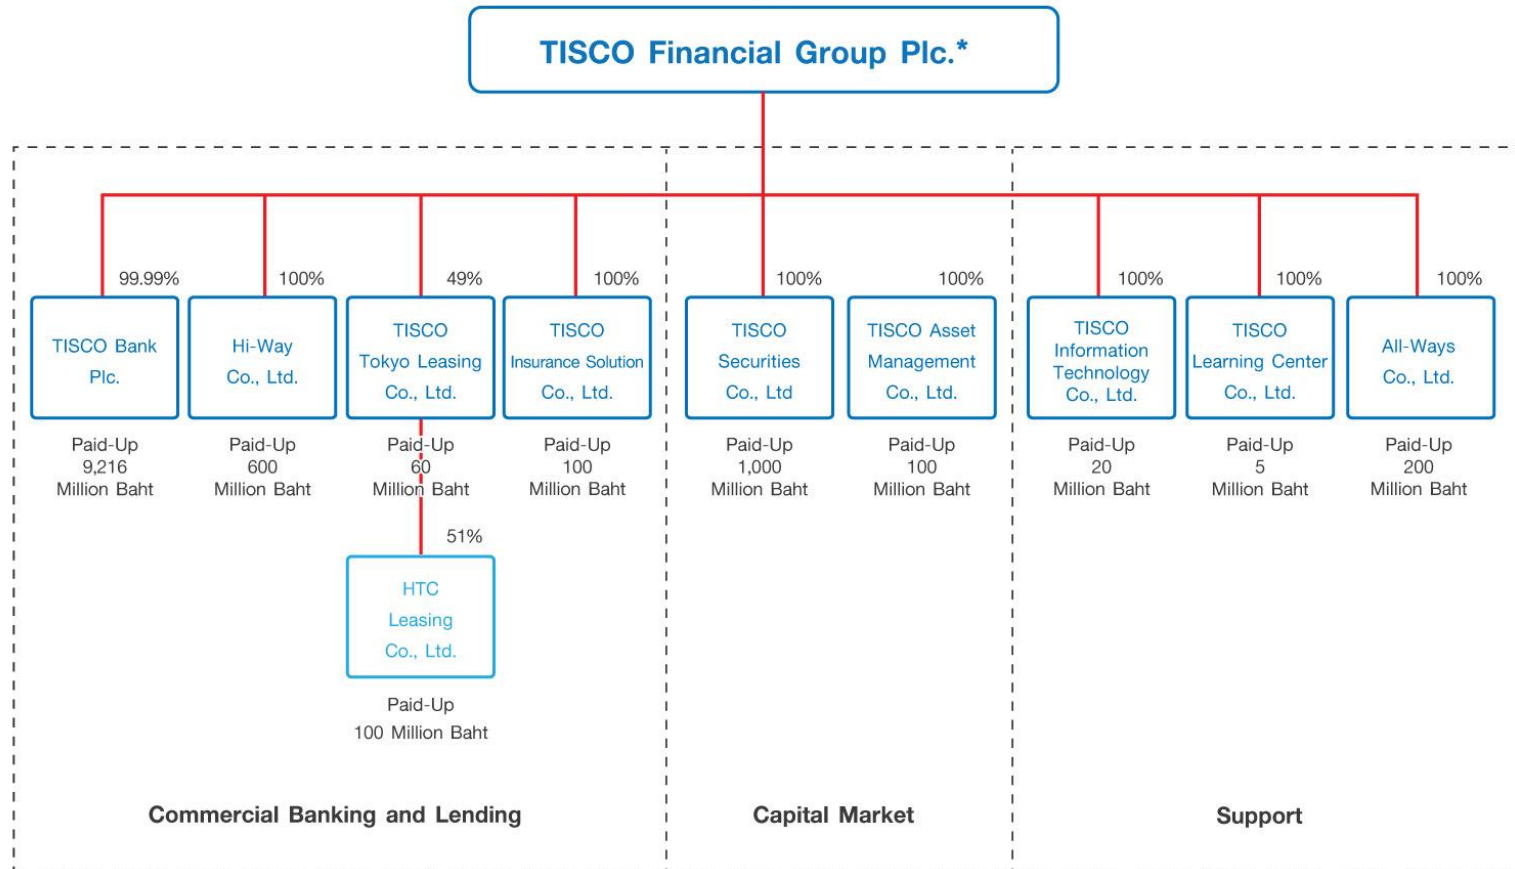 TISCO Financial Group Plc.*
99.99%
100%
49%
100%
100%
100%
100%
100%
100%
TISCO Bank
Plc.
Hi-Way
Co., Ltd.
TISCO
Tokyo Leasing
Co., Ltd.
TISCO
Insurance Solution
Co., Ltd.
TISCO
Securities
Co., Ltd
TISCO Asset
Management
Co., Ltd.
TISCO
Information
Technology
Co., Ltd.
TISCO
Learning Center
Co., Ltd.
All-Ways
Co., Ltd.
Paid-Up
9,216
Million Baht
Paid-Up
600
Million Baht
Paid-Up
60
Million Baht
Paid-Up
100
Million Baht
Paid-Up
1,000
Million Baht
Paid-Up
100
Million Baht
Paid-Up
20
Million Baht
Paid-Up
5
Million Baht
Paid-Up
200
Million Baht
51%
HTC
Leasing
Co., Ltd.
Paid-Up
100 Million Baht
Commercial Banking and Lending
Capital Market
Support